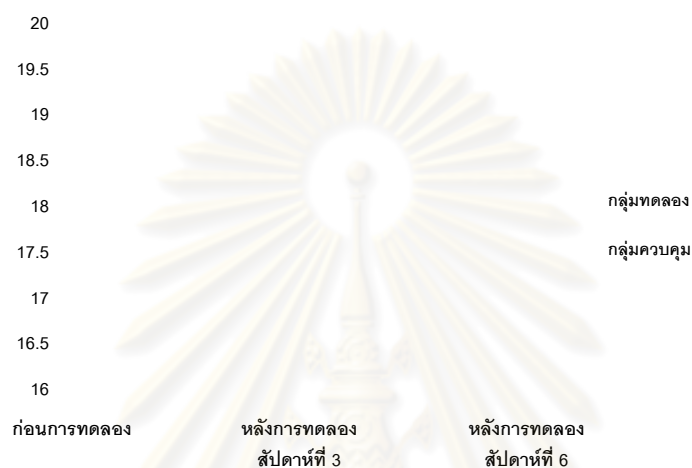 20
19.5
19
18.5
18
17.5
17
16.5
16
กลุ่มทดลอง
กลุ่มควบคุม
ก่อนการทดลอง
หลังการทดลอง
สัปดาห์ที่ 3
หลังการทดลอง
สัปดาห์ที่ 6